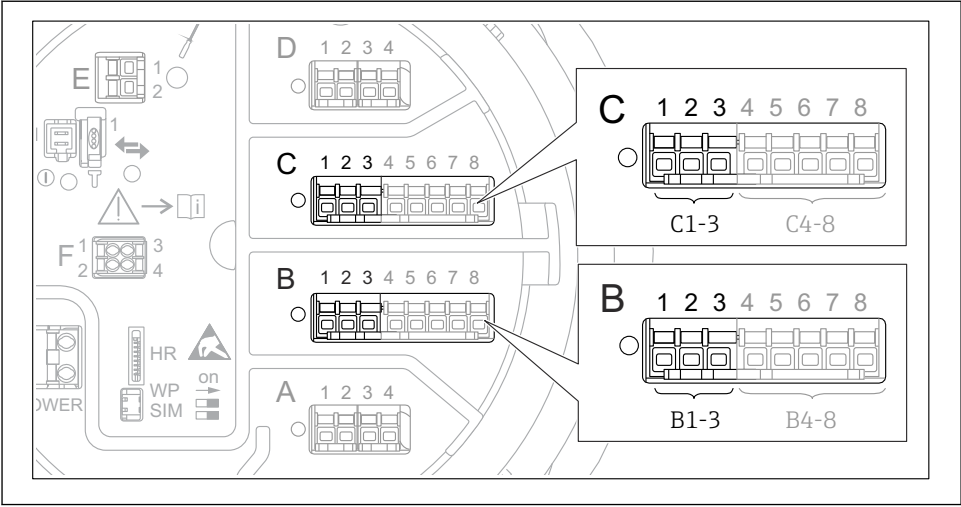 D 1 2 3 4
E 1
2
1
C 1 2 3 4 5 6 7 8
C 1 2 3 4 5 6 7 8
C1-3 C4-8
i
F 1 3
2 4
B 1 2 3 4 5 6 7 8
B 1 2 3 4 5 6 7 8
B1-3 B4-8
HR
WP on
SIM
OWER
A 1 2 3 4